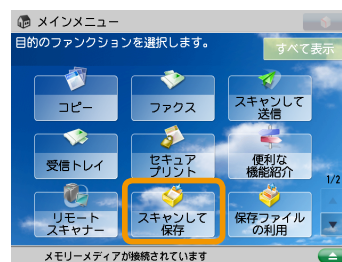 メインメニュー
目的のファンクションを選択します。
すべて表示
コピー
ファクス
スキャンして
送信
受信トレイ
セキュア
プリント
便利な
機能紹介
1/2
リモート
スキャナー
スキャンして
保存
保存ファイル
の利用
メモリーメディアが接続されています